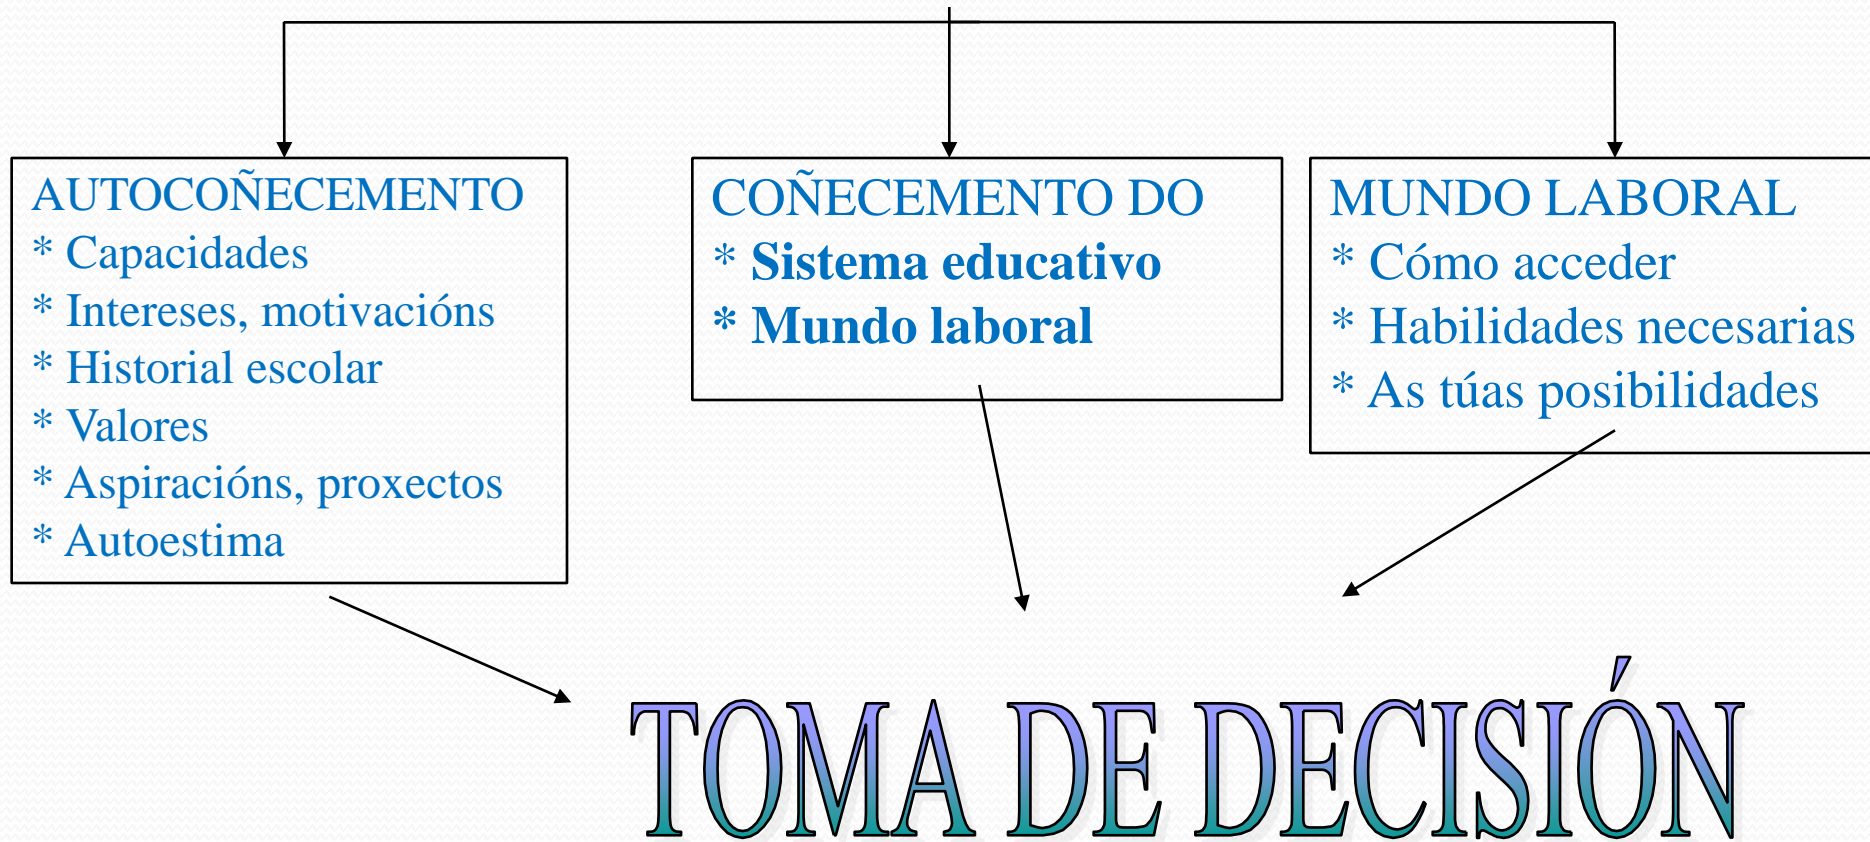 AUTOCOÑECEMENTO
* Capacidades
* Intereses, motivacións
* Historial escolar
* Valores
* Aspiracións, proxectos
* Autoestima
COÑECEMENTO DO
* Sistema educativo
* Mundo laboral
MUNDO LABORAL
* Cómo acceder
* Habilidades necesarias
* As túas posibilidades
TOMA DE DECISIÓN